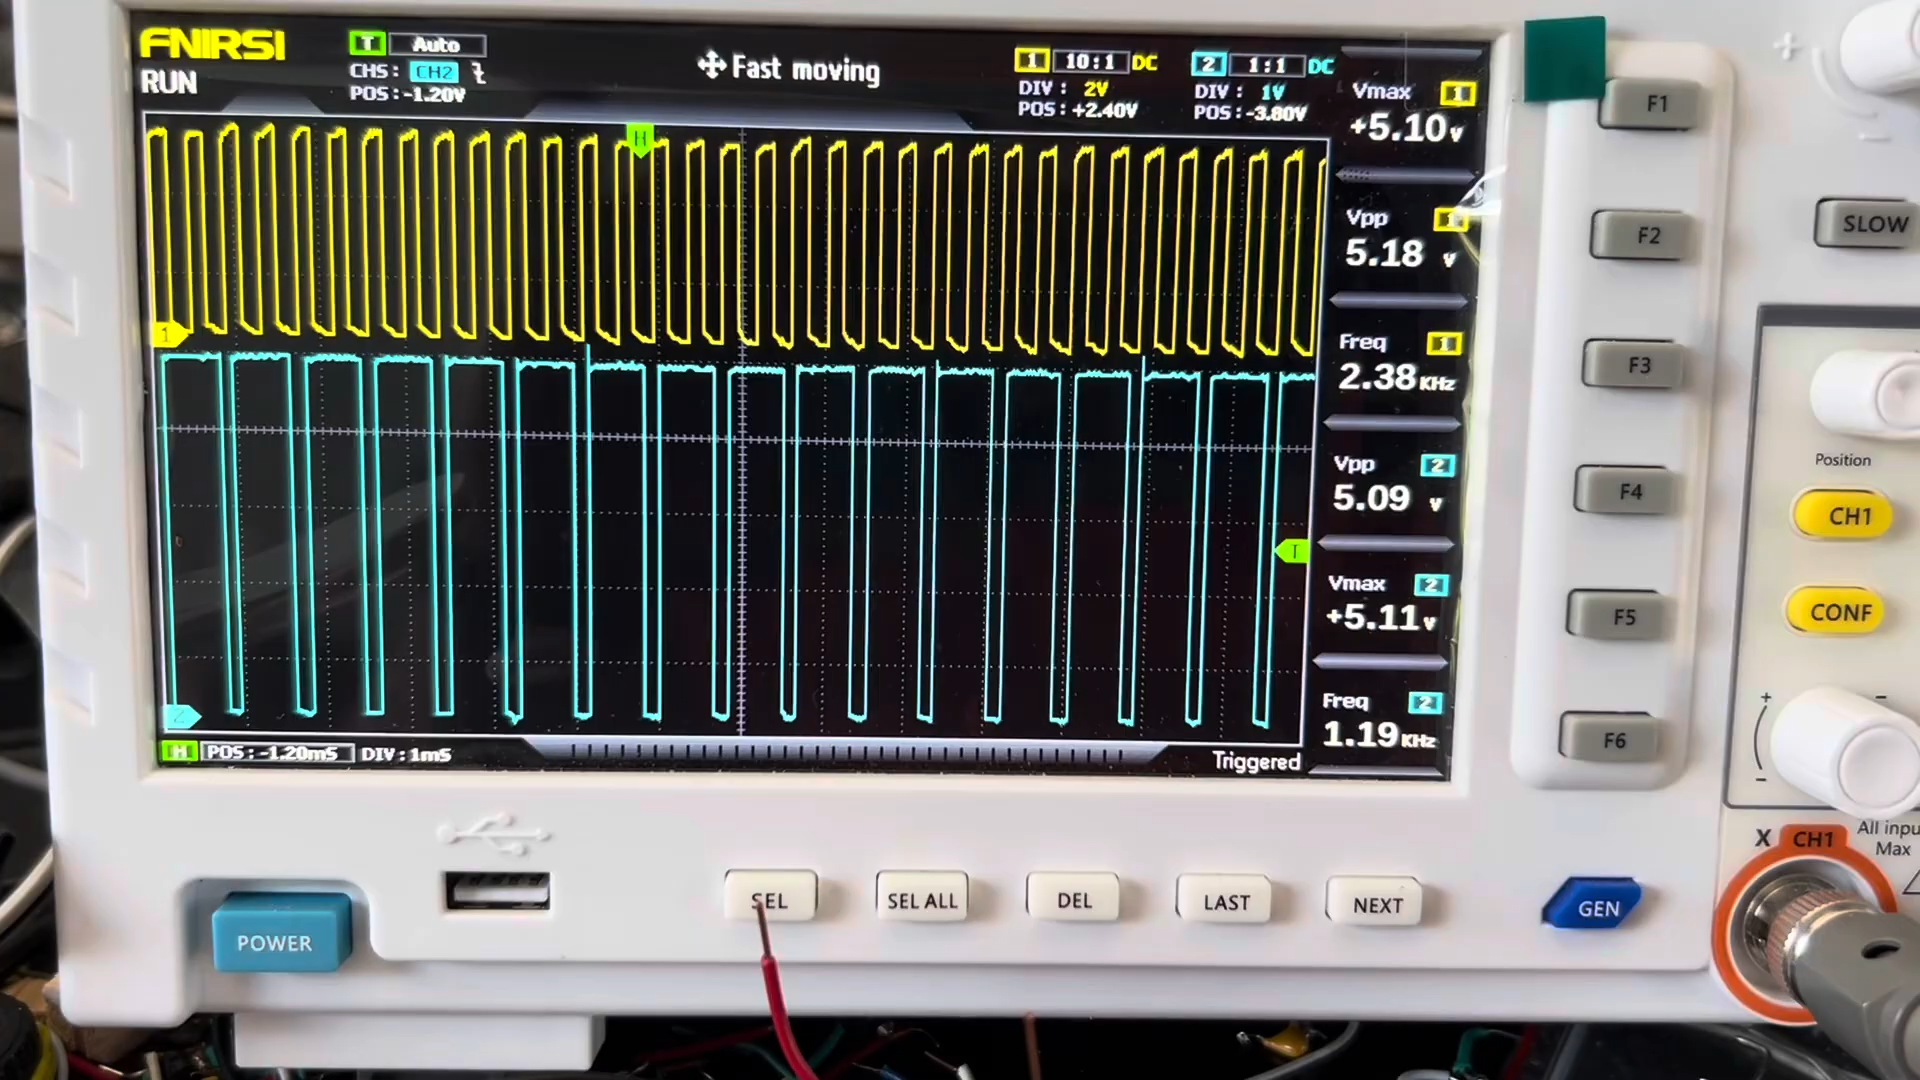 FNIRSI
RUN
T Auto
CHS: CH2
POS:-1.20V
Fast moving
1 10:1 DC
DIV: 2V
POS:+2.40V
2 1:1 DC
DIV: 1V
POS:-3.80V
H
1
2
T
Vmax 1
+5.10v
Vpp 1
5.18 v
Freq 1
2.38KHz
Vpp 2
5.09 v
Vmax 2
+5.11v
Freq 2
1.19KHz
H POS:-1.20mS DIV:1mS
Triggered
F1
F2
F3
F4
F5
F6
SLOW
Position
CH1
CONF
+ -
-
X CH1 All inpu
Max
POWER
SEL
SEL ALL
DEL
LAST
NEXT
GEN